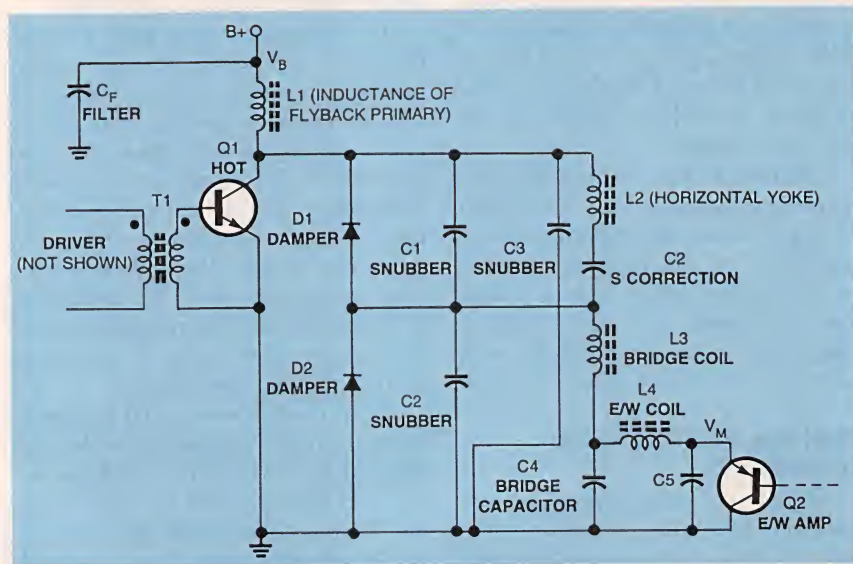 B+
V_B
C_F
FILTER
L1 (INDUCTANCE OF
FLYBACK PRIMARY)
Q1
HOT
T1
DRIVER
(NOT SHOWN)
D1
DAMPER
C1
SNUBBER
C3
SNUBBER
L2 (HORIZONTAL YOKE)
C2
S CORRECTION
D2
DAMPER
C2
SNUBBER
L3
BRIDGE COIL
L4
E/W COIL
V_M
C4
BRIDGE
CAPACITOR
C5
Q2
E/W AMP